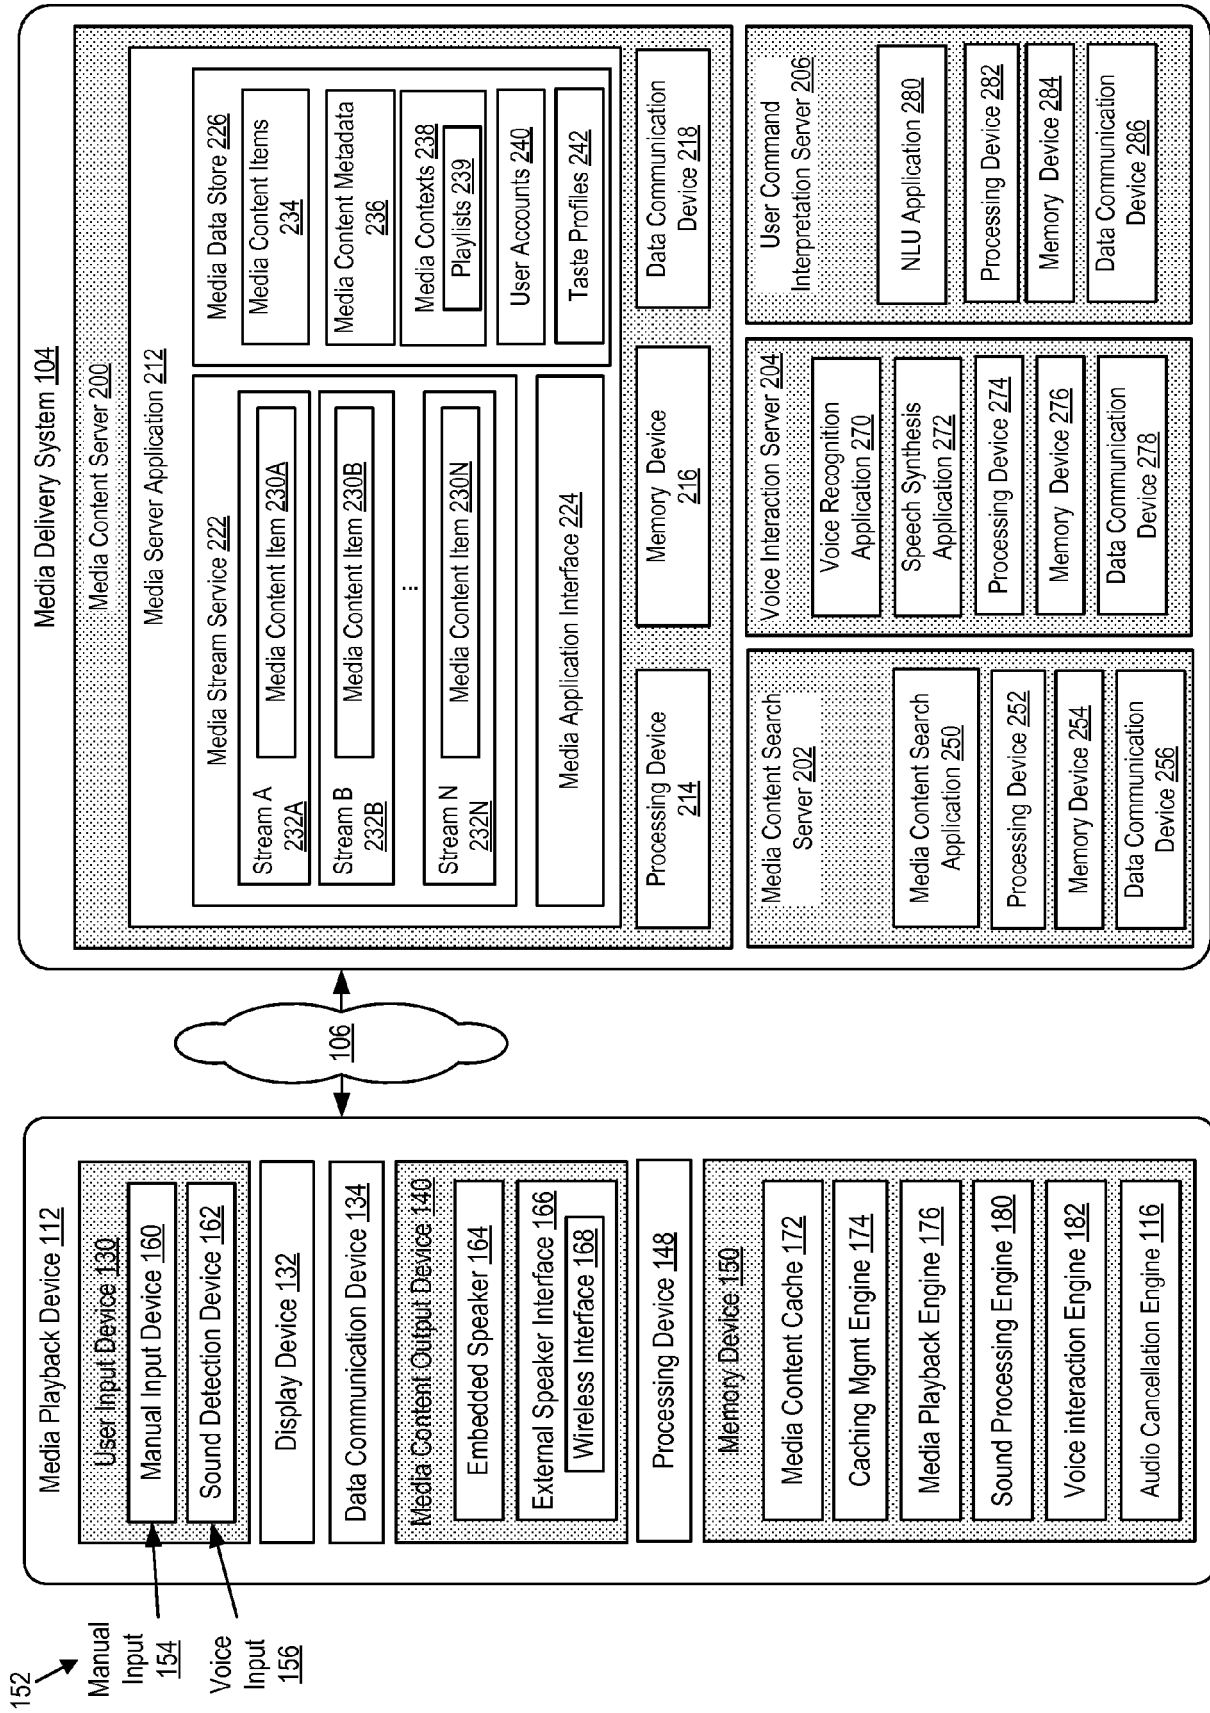 152
Manual
Input
154
Voice
Input
156
Media Playback Device 112
User Input Device 130
Manual Input Device 160
Sound Detection Device 162
Display Device 132
Data Communication Device 134
Media Content Output Device 140
Embedded Speaker 164
External Speaker Interface 166
Wireless Interface 168
Processing Device 148
Memory Device 150
Media Content Cache 172
Caching Mgmt Engine 174
Media Playback Engine 176
Sound Processing Engine 180
Voice interaction Engine 182
Audio Cancellation Engine 116
106
Media Delivery System 104
Media Content Server 200
Media Server Application 212
Media Stream Service 222
Stream A
232A
Media Content Item 230A
Stream B
232B
Media Content Item 230B
...
Stream N
232N
Media Content Item 230N
Media Application Interface 224
Media Data Store 226
Media Content Items
234
Media Content Metadata
236
Media Contexts 238
Playlists 239
User Accounts 240
Taste Profiles 242
Processing Device
214
Memory Device
216
Data Communication
Device 218
Media Content Search
Server 202
Media Content Search
Application 250
Processing Device 252
Memory Device 254
Data Communication
Device 256
Voice Interaction Server 204
Voice Recognition
Application 270
Speech Synthesis
Application 272
Processing Device 274
Memory Device 276
Data Communication
Device 278
User Command
Interpretation Server 206
NLU Application 280
Processing Device 282
Memory Device 284
Data Communication
Device 286